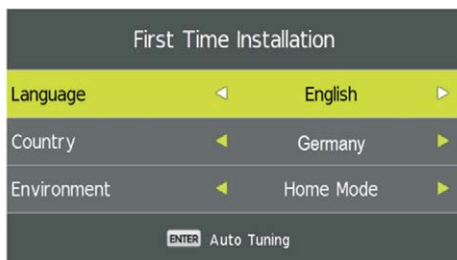 First Time Installation
Language English
Country Germany
Environment Home Mode
ENTER Auto Tuning